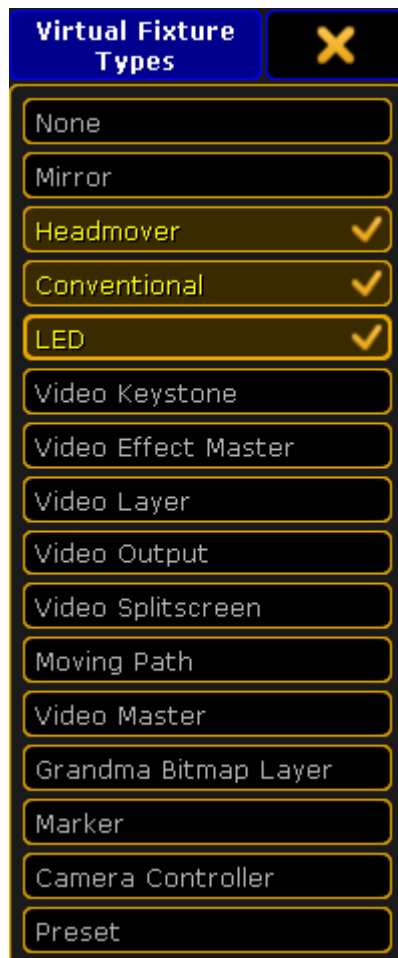 Virtual Fixture
Types
None
Mirror
Headmover
Conventional
LED
Video Keystone
Video Effect Master
Video Layer
Video Output
Video Splitscreen
Moving Path
Video Master
Grandma Bitmap Layer
Marker
Camera Controller
Preset